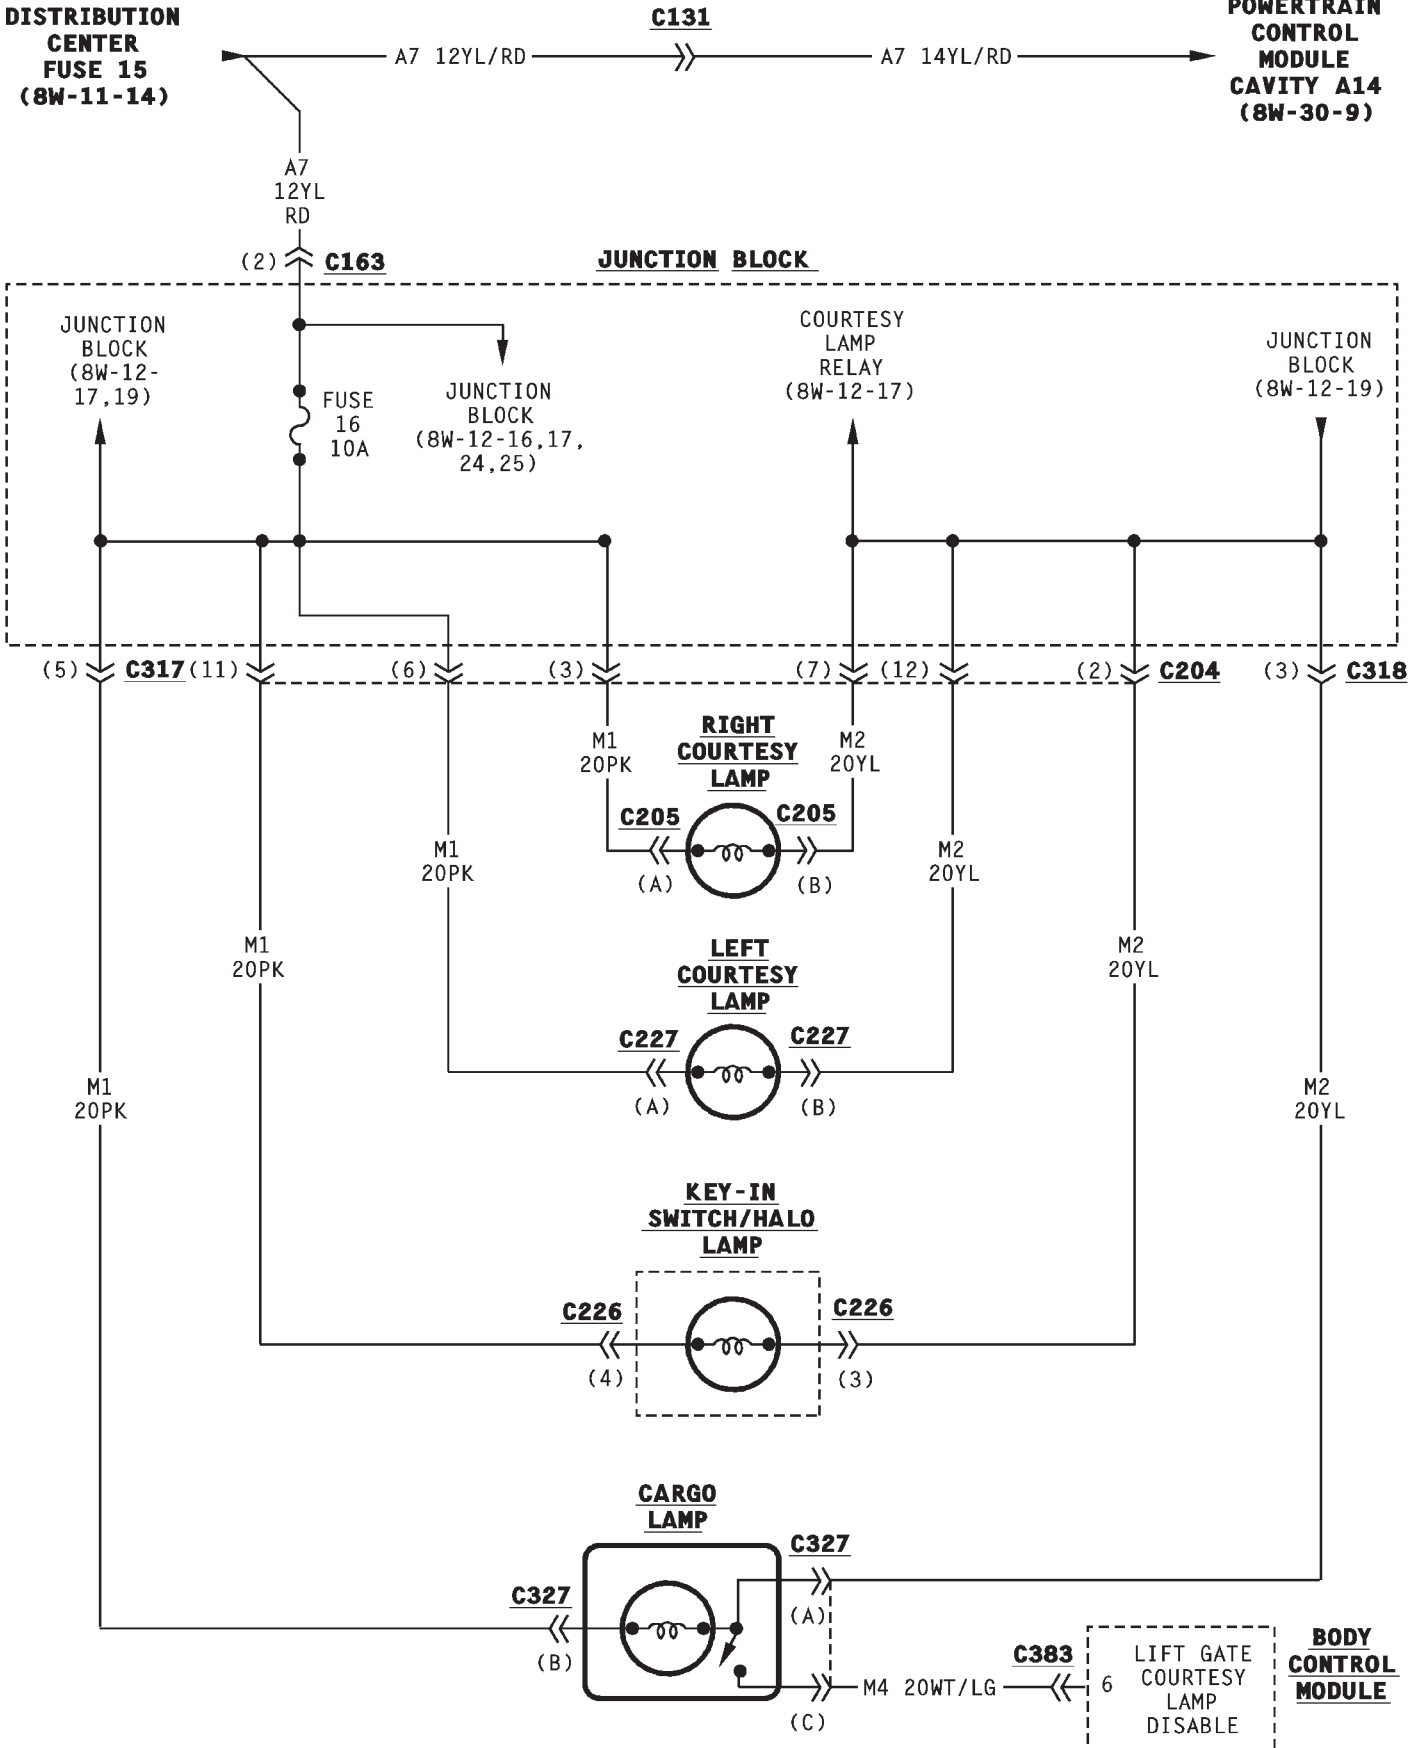 DISTRIBUTION
CENTER
FUSE 15
(8W-11-14)
A7 12YL/RD
C131
A7 14YL/RD
POWERTRAIN
CONTROL
MODULE
CAVITY A14
(8W-30-9)
A7
12YL
RD
(2)
C163
JUNCTION BLOCK
JUNCTION
BLOCK
(8W-12-
17,19)
FUSE
16
10A
JUNCTION
BLOCK
(8W-12-16,17,
24,25)
COURTESY
LAMP
RELAY
(8W-12-17)
JUNCTION
BLOCK
(8W-12-19)
(5)
C317
(11)
(6)
(3)
(7)
(12)
(2)
C204
(3)
C318
M1
20PK
RIGHT
COURTESY
LAMP
M2
20YL
C205
C205
(A)
(B)
M1
20PK
M2
20YL
M1
20PK
LEFT
COURTESY
LAMP
M2
20YL
C227
C227
(A)
(B)
M1
20PK
M2
20YL
KEY-IN
SWITCH/HALO
LAMP
C226
C226
(4)
(3)
CARGO
LAMP
C327
C327
(A)
(B)
(C)
M4 20WT/LG
C383
6
LIFT GATE
COURTESY
LAMP
DISABLE
BODY
CONTROL
MODULE